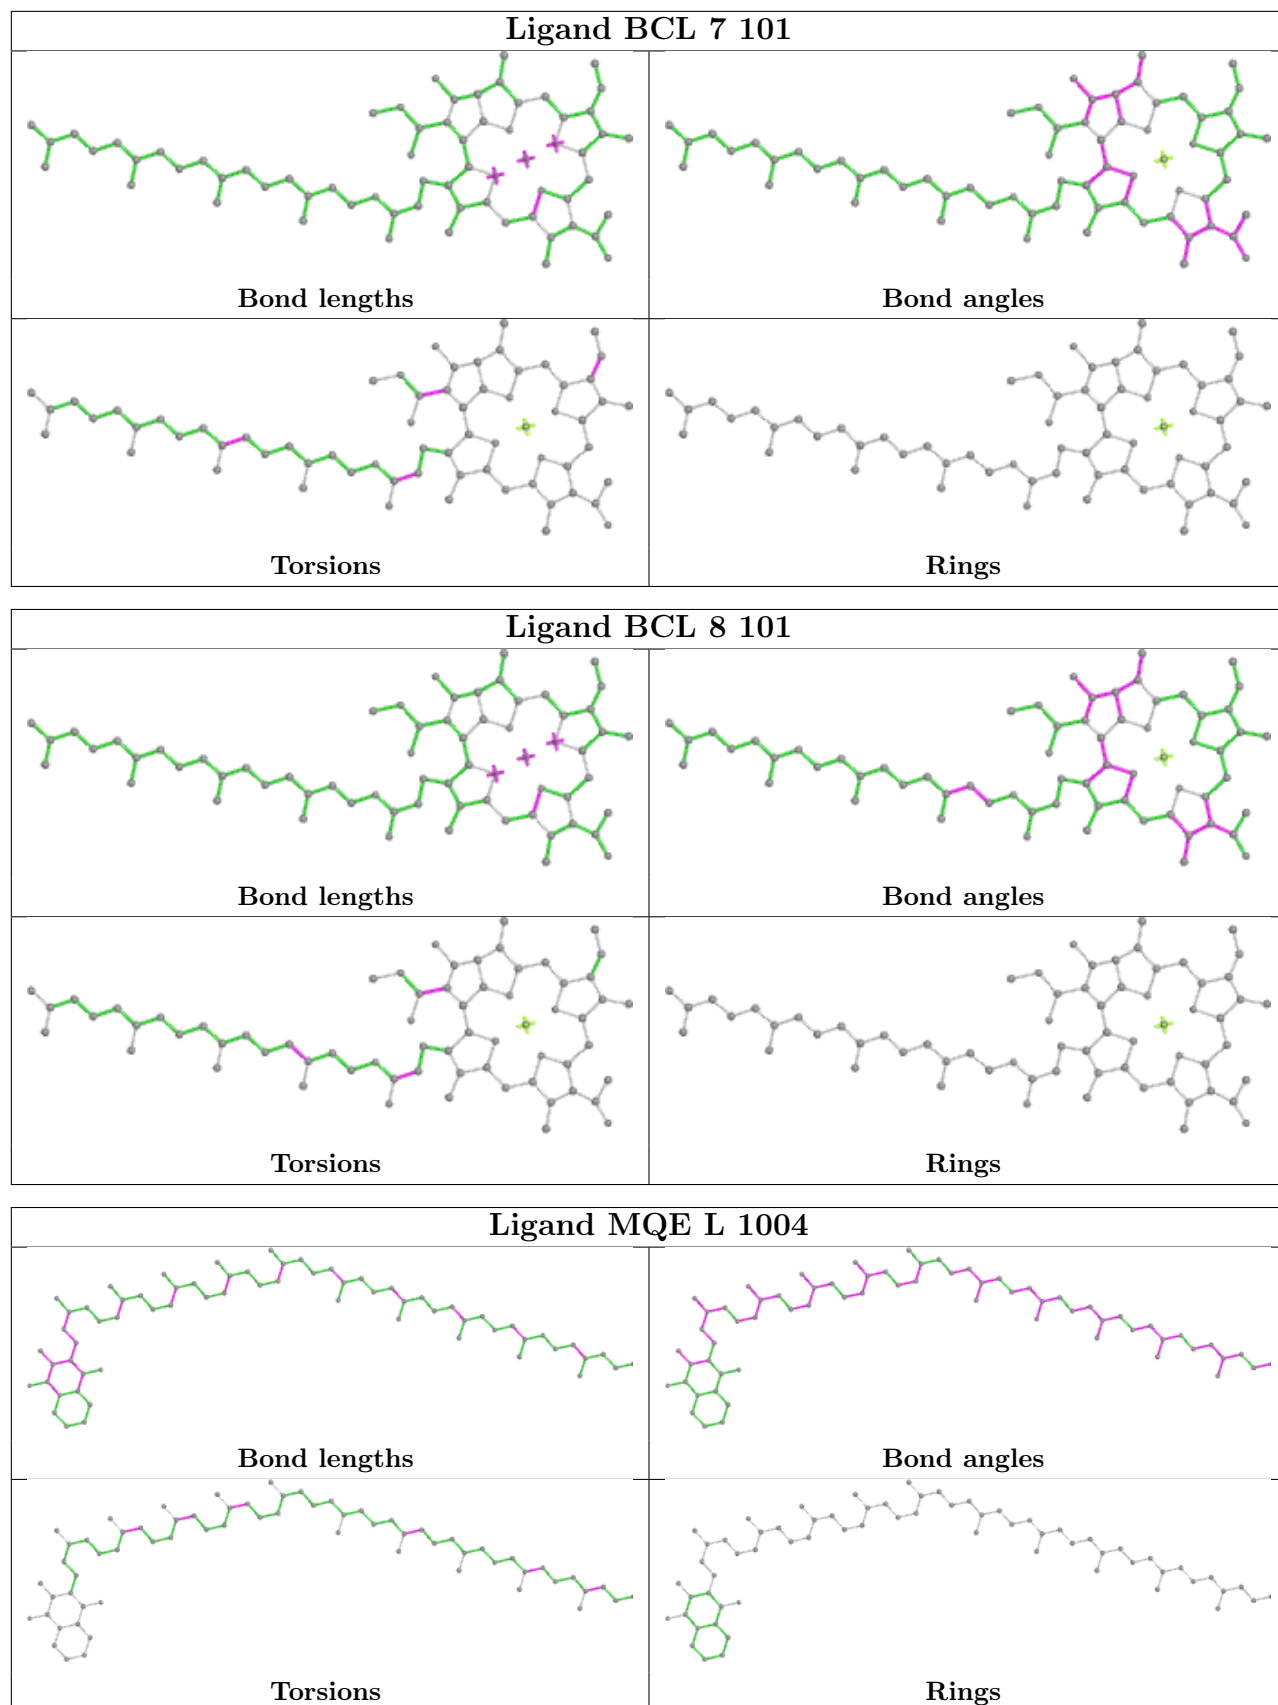 Ligand BCL 7 101
Bond lengths
Bond angles
Torsions
Rings
Ligand BCL 8 101
Bond lengths
Bond angles
Torsions
Rings
Ligand MQE L 1004
Bond lengths
Bond angles
Torsions
Rings